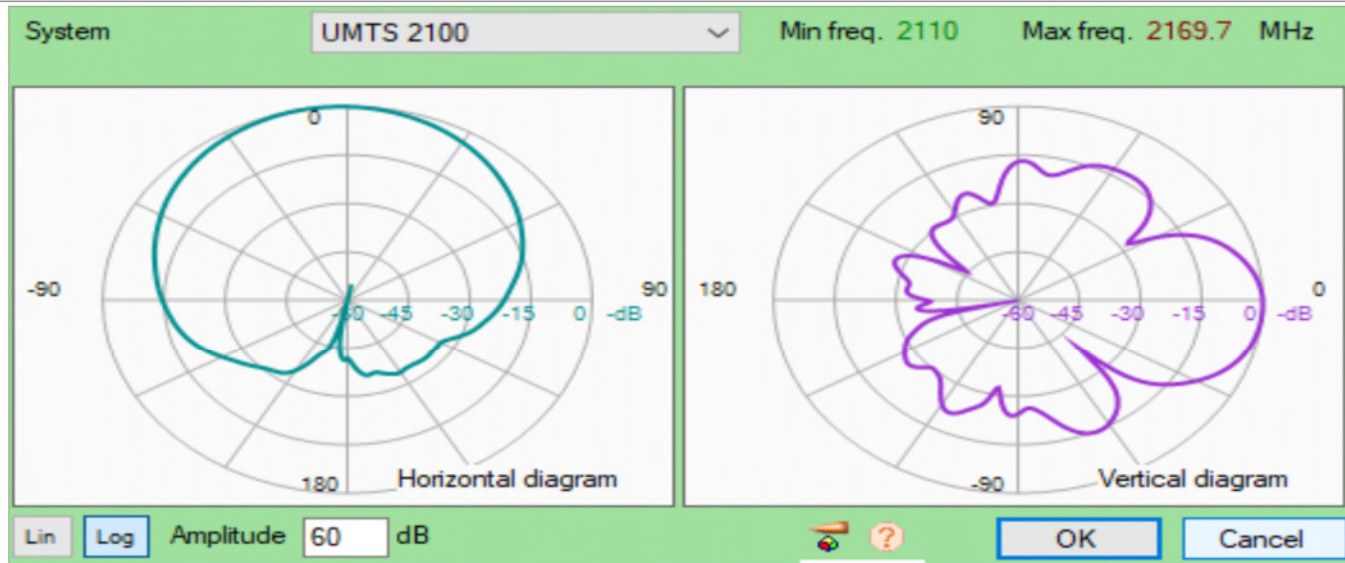 System
UMTS 2100
Min freq. 2110 Max freq. 2169.7 MHz
0
-90
90
-60 -45 -30 -15 0 -dB
180
Horizontal diagram
90
180
0
-60 -45 -30 -15 0 -dB
-90
Vertical diagram
Lin Log Amplitude 60 dB
?
OK Cancel